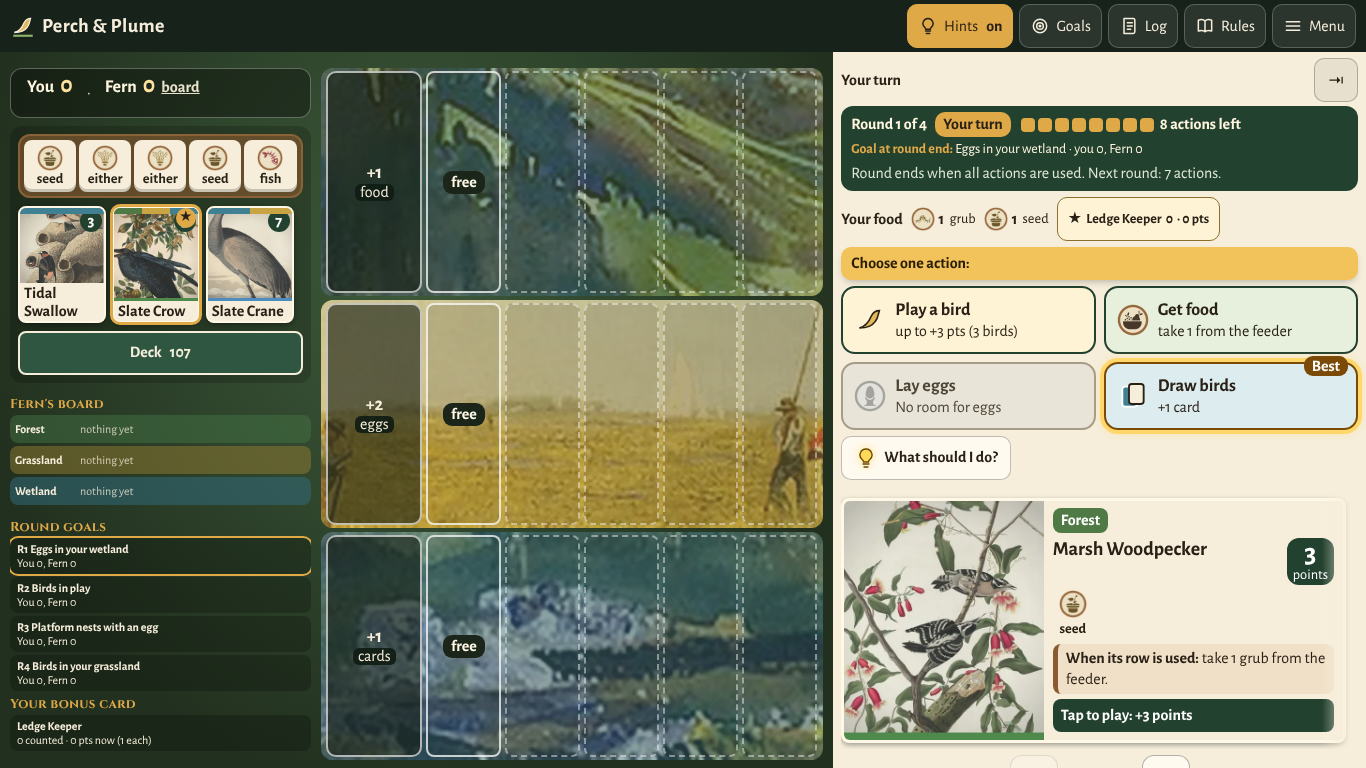 Perch & Plume
Hints on
Goals
Log
Rules
Menu
You 0 . Fern 0 board
seed
either
either
seed
fish
3
Tidal Swallow
★
Slate Crow
7
Slate Crane
Deck 107
FERN'S BOARD
Forest nothing yet
Grassland nothing yet
Wetland nothing yet
ROUND GOALS
R1 Eggs in your wetland
You 0, Fern 0
R2 Birds in play
You 0, Fern 0
R3 Platform nests with an egg
You 0, Fern 0
R4 Birds in your grassland
You 0, Fern 0
YOUR BONUS CARD
Ledge Keeper
0 counted · 0 pts now (1 each)
+1
food
free
+2
eggs
free
+1
cards
free
Your turn
Round 1 of 4 Your turn 8 actions left
Goal at round end: Eggs in your wetland · you 0, Fern 0
Round ends when all actions are used. Next round: 7 actions.
Your food 1 grub 1 seed ★ Ledge Keeper 0 · 0 pts
Choose one action:
Play a bird
up to +3 pts (3 birds)
Get food
take 1 from the feeder
Lay eggs
No room for eggs
Best
Draw birds
+1 card
What should I do?
Forest
Marsh Woodpecker
3
points
seed
When its row is used: take 1 grub from the
feeder.
Tap to play: +3 points